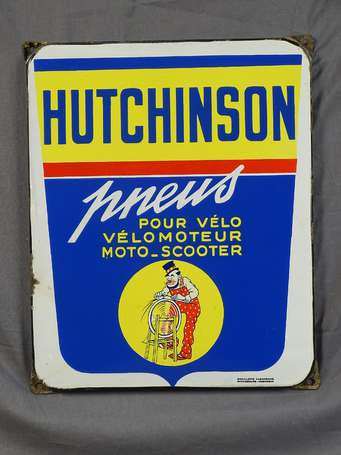 HUTCHINSON
pneus
POUR VÉLO
VÉLOMOTEUR
MOTO-SCOOTER